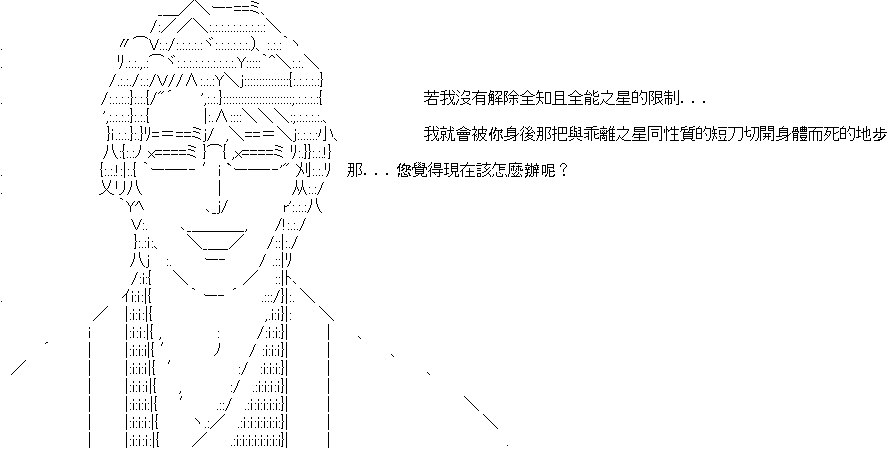 若我沒有解除全知且全能之星的限制...
我就會被你身後那把與乖離之星同性質的短刀切開身體而死的地步
那...您覺得現在該怎麼辦呢？